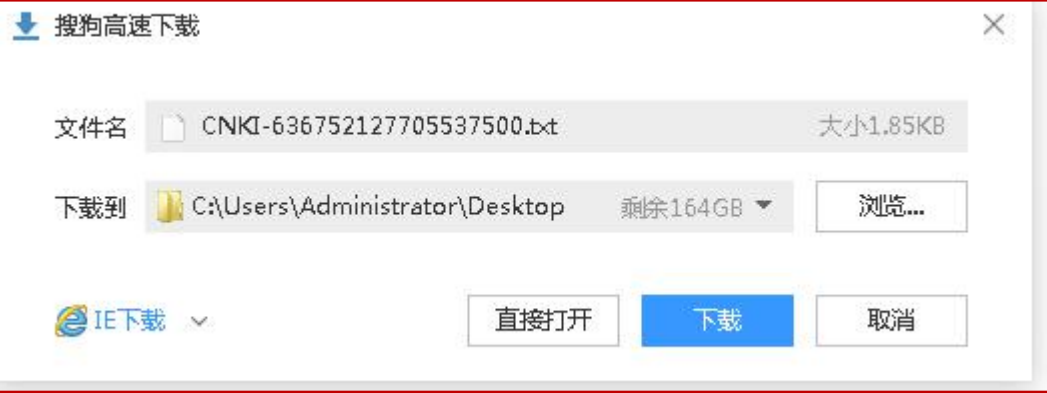 搜狗高速下载
文件名 CNKI-636752127705537500.txt 大小1.85KB
下载到 C:\Users\Administrator\Desktop 剩余164GB 浏览...
IE下载 直接打开 下载 取消